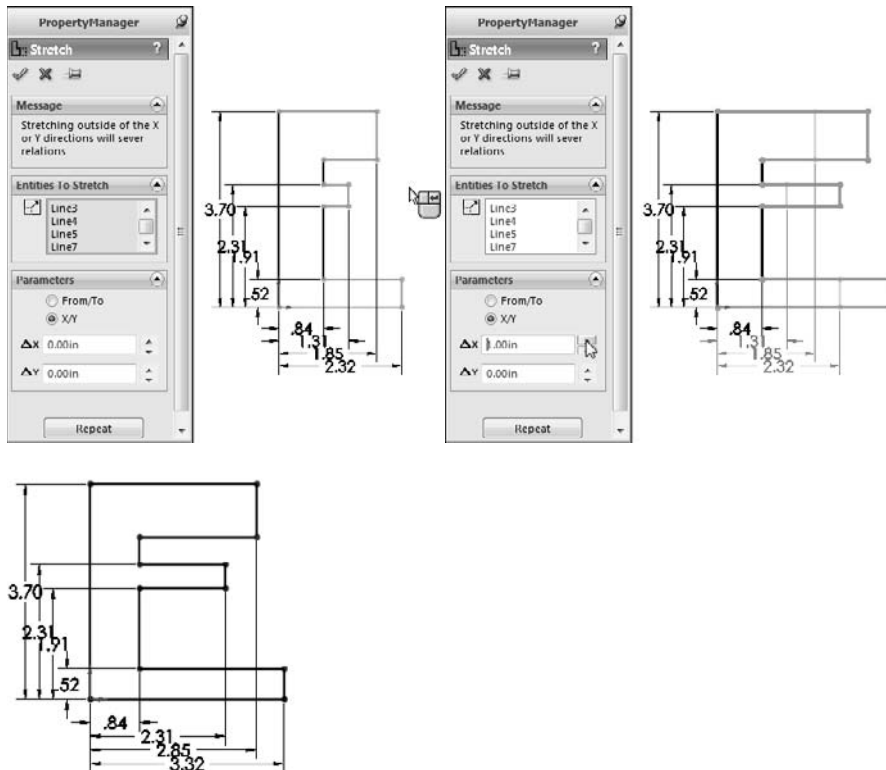 PropertyManager
Stretch ?
Message
Stretching outside of the X
or Y directions will sever
relations
Entities To Stretch
Line3
Line4
Line5
Line7
Parameters
From/To
X/Y
ΔX 0.00in
ΔY 0.00in
Repeat
3.70
2.31
1.91
.52
.84
1.31
1.85
2.32
PropertyManager
Stretch ?
Message
Stretching outside of the X
or Y directions will sever
relations
Entities To Stretch
Line3
Line4
Line5
Line7
Parameters
From/To
X/Y
ΔX 1.00in
ΔY 0.00in
Repeat
3.70
2.31
1.91
.52
.84
1.31
1.85
2.32
3.70
2.31
1.91
.52
.84
2.31
2.85
3.32